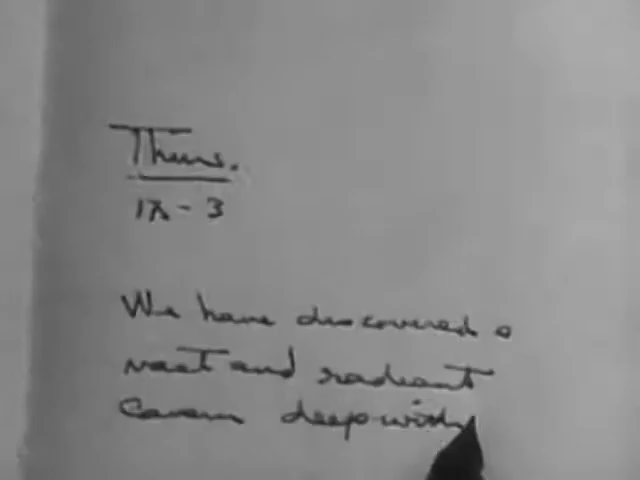 Thurs.
IX - 3
We have discovered a
vast and radiant
cavern deep with